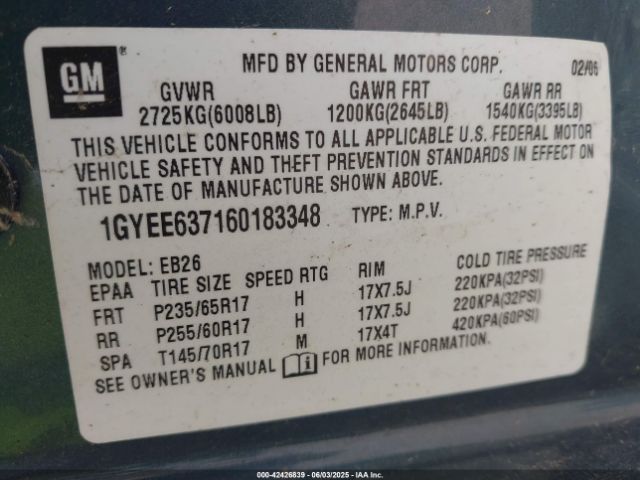 GM
®
MFD BY GENERAL MOTORS CORP. 02/06
GVWR GAWR FRT GAWR RR
2725KG(6008LB) 1200KG(2645LB) 1540KG(3395LB)
THIS VEHICLE CONFORMS TO ALL APPLICABLE U.S. FEDERAL MOTOR
VEHICLE SAFETY AND THEFT PREVENTION STANDARDS IN EFFECT ON
THE DATE OF MANUFACTURE SHOWN ABOVE.
1GYEE637160183348 TYPE: M.P.V.
MODEL: EB26
EPAA TIRE SIZE SPEED RTG RIM COLD TIRE PRESSURE
FRT P235/65R17 H 17X7.5J 220KPA(32PSI)
RR P255/60R17 H 17X7.5J 220KPA(32PSI)
SPA T145/70R17 M 17X4T 420KPA(60PSI)
SEE OWNER'S MANUAL i FOR MORE INFORMATION.
000-42426839 - 06/03/2025 - IAA Inc.